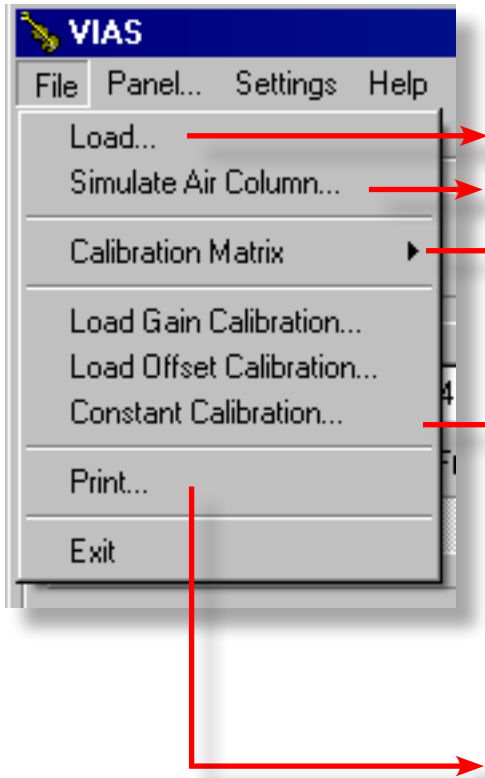 VIAS
File Panel... Settings Help
Load...
Simulate Air Column...
Calibration Matrix
Load Gain Calibration...
Load Offset Calibration...
Constant Calibration...
Print...
Exit